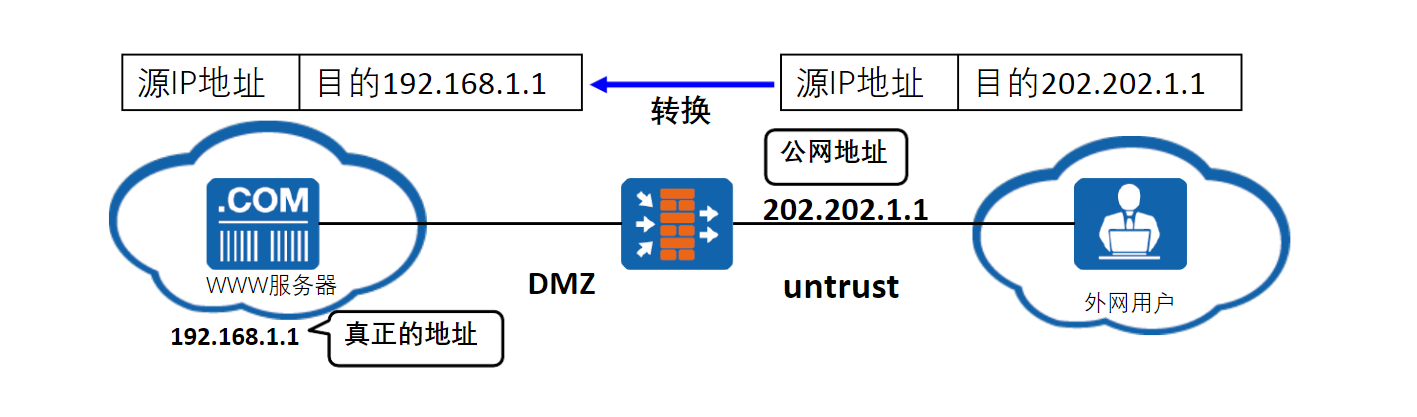 源IP地址 目的192.168.1.1
源IP地址 目的202.202.1.1
转换
公网地址
.COM
202.202.1.1
WWW服务器
DMZ
untrust
外网用户
192.168.1.1
真正的地址